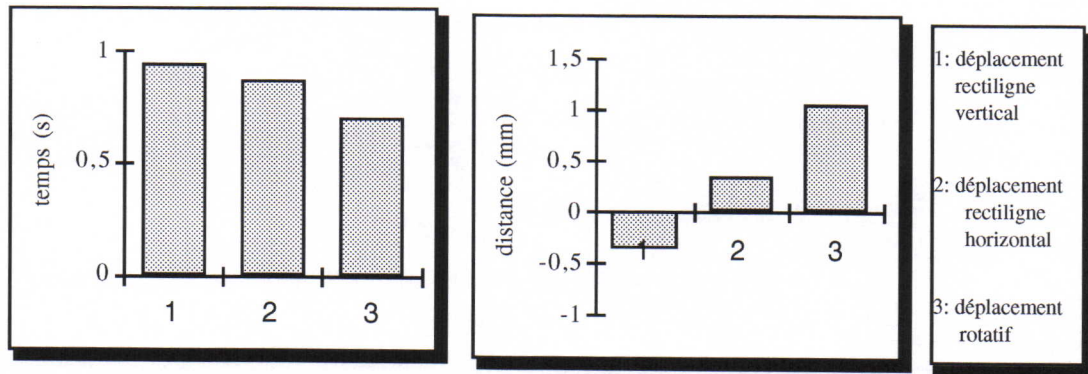 temps (s)
1
0,5
0
1
2
3
distance (mm)
1,5
1
0,5
0
-0,5
-1
1
2
3
1: déplacement
rectiligne
vertical
2: déplacement
rectiligne
horizontal
3: déplacement
rotatif